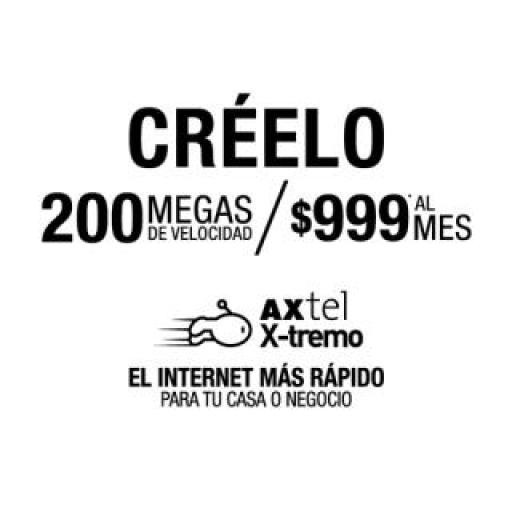 CRÉELO
200 MEGAS DE VELOCIDAD / $999* AL MES
AXtel
X-tremo
EL INTERNET MÁS RÁPIDO
PARA TU CASA O NEGOCIO